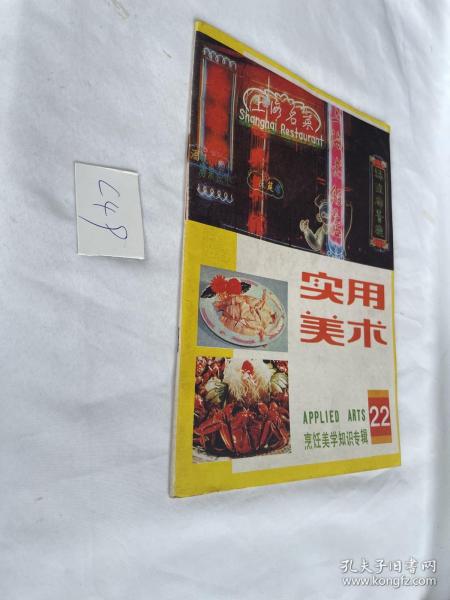 上海名菜
Shanghai Restaurant
实用
美术
APPLIED ARTS
22
烹饪美学知识专辑
C48
孔夫子旧书网
www.kongfz.com